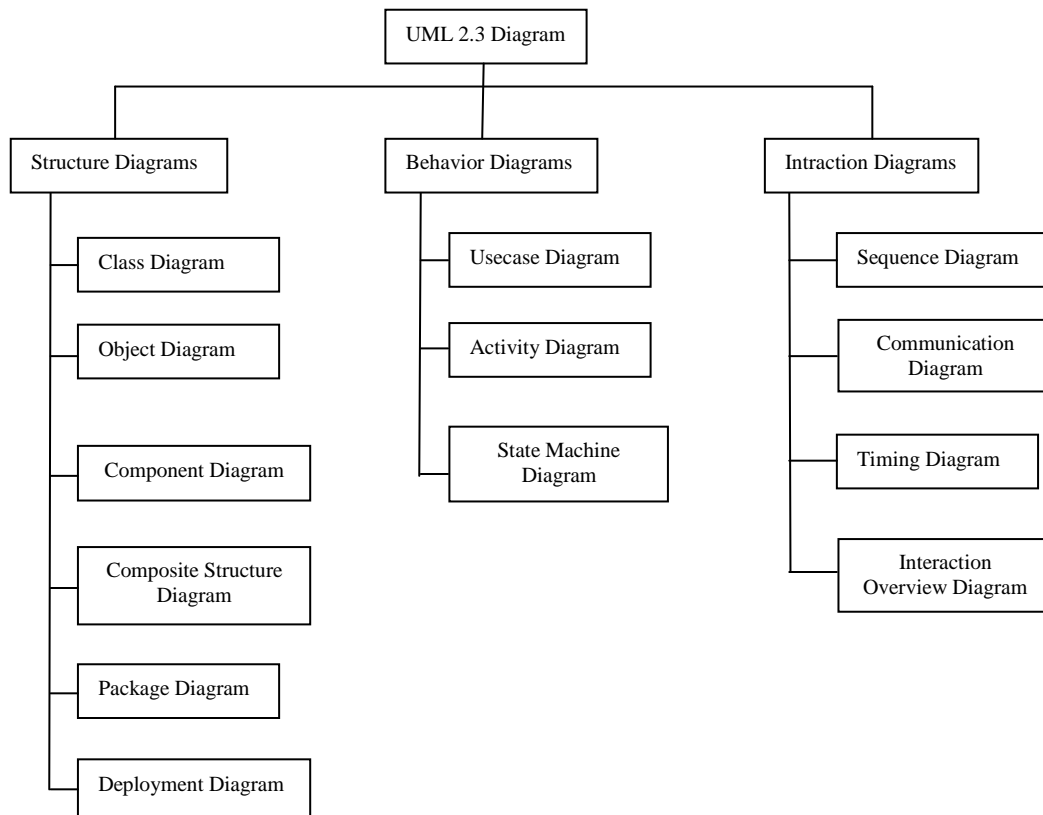 UML 2.3 Diagram
Structure Diagrams
Behavior Diagrams
Intraction Diagrams
Class Diagram
Object Diagram
Component Diagram
Composite Structure
Diagram
Package Diagram
Deployment Diagram
Usecase Diagram
Activity Diagram
State Machine
Diagram
Sequence Diagram
Communication
Diagram
Timing Diagram
Interaction
Overview Diagram